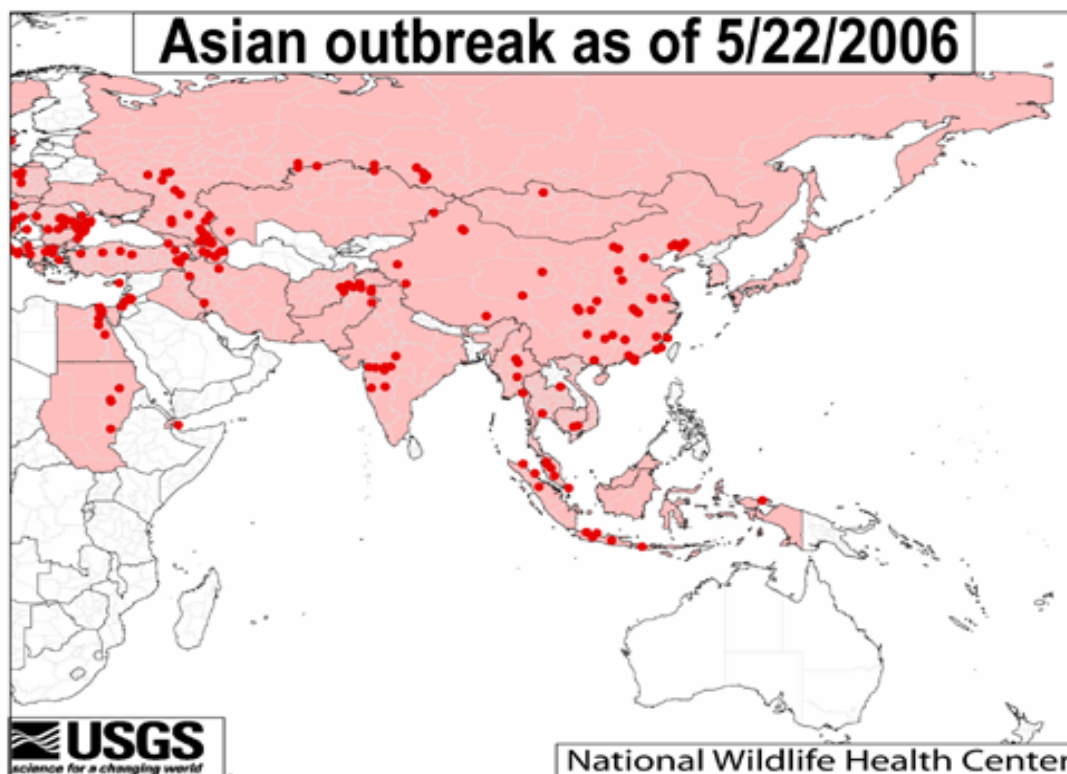 Asian outbreak as of 5/22/2006
USGS
science for a changing world
National Wildlife Health Center